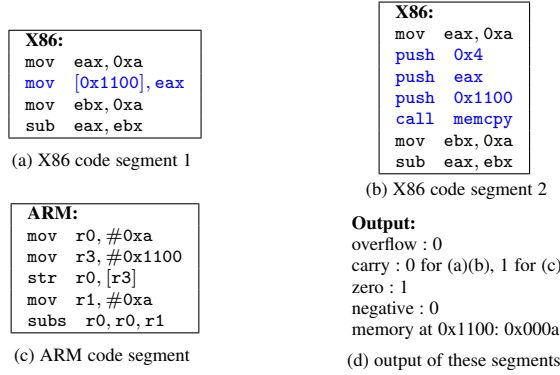 X86:
mov eax, 0xa
mov [0x1100], eax
mov ebx, 0xa
sub eax, ebx
(a) X86 code segment 1
X86:
mov eax, 0xa
push 0x4
push eax
push 0x1100
call memcpy
mov ebx, 0xa
sub eax, ebx
(b) X86 code segment 2
ARM:
mov r0, #0xa
mov r3, #0x1100
str r0, [r3]
mov r1, #0xa
subs r0, r0, r1
(c) ARM code segment
Output:
overflow : 0
carry : 0 for (a)(b), 1 for (c)
zero : 1
negative : 0
memory at 0x1100: 0x000a
(d) output of these segments